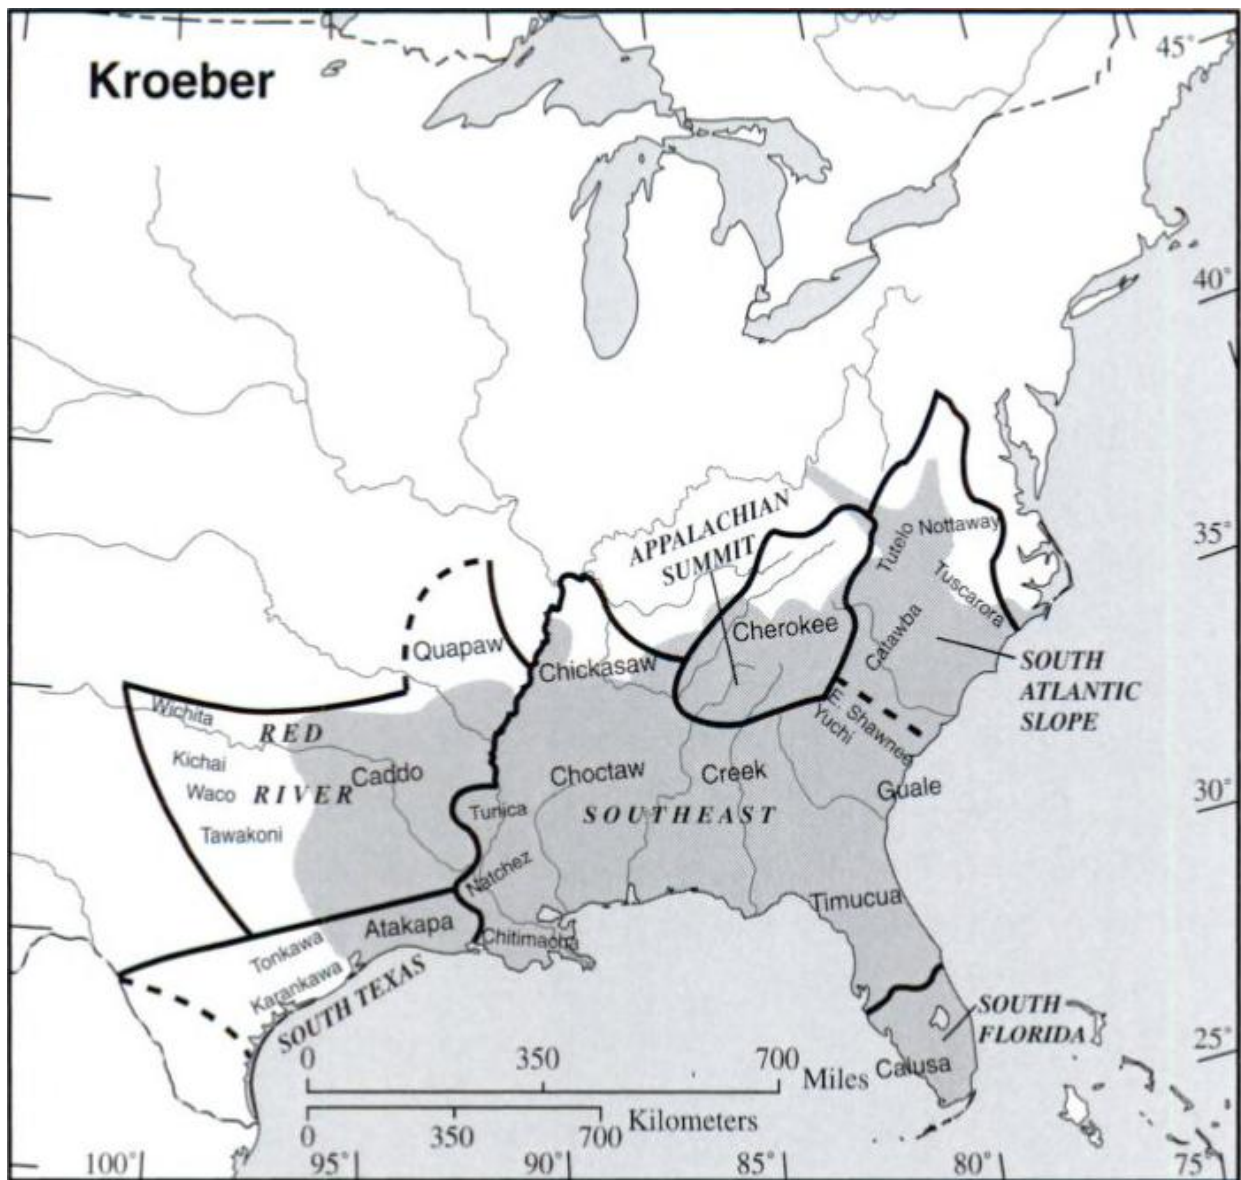 Kroeber
45°
40°
35°
30°
25°
APPALACHIAN
SUMMIT
Tutelo
Nottaway
Tuscarora
Catawba
Cherokee
SOUTH
ATLANTIC
SLOPE
Quapaw
Chickasaw
E. Shawnee
Yuchi
Wichita
RED
Kichai
Waco
RIVER
Caddo
Tawakoni
Tunica
Choctaw
Creek
SOUTHEAST
Guale
Natchez
Timucua
Atakapa
Chitimacha
Tonkawa
Karankawa
SOUTH TEXAS
SOUTH
FLORIDA
Calusa
0 350 700
Miles
Kilometers
0 350 700
100° 95° 90° 85° 80° 75°